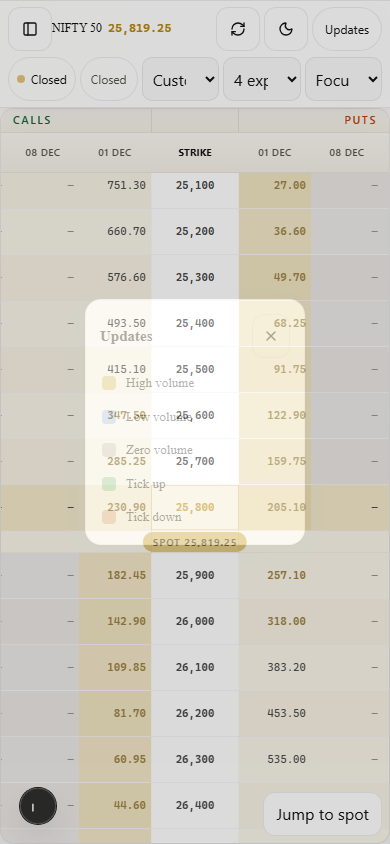 NIFTY 50 25,819.25 Updates
Closed Closed Custo 4 exp Focu
CALLS PUTS
08 DEC 01 DEC STRIKE 01 DEC 08 DEC
– 751.30 25,100 27.00 –
– 660.70 25,200 36.60 –
– 576.60 25,300 49.70 –
493.50 25,400 68.25
Updates ×
415.10 25,500 91.75
High volume
347.50 25,600 122.90
Low volume
Zero volume
285.25 25,700 159.75
Tick up
– 230.90 25,800 205.10 –
Tick down
SPOT 25,819.25
– 182.45 25,900 257.10 –
– 142.90 26,000 318.00 –
– 109.85 26,100 383.20 –
– 81.70 26,200 453.50 –
– 60.95 26,300 535.00 –
– 44.60 26,400
Jump to spot